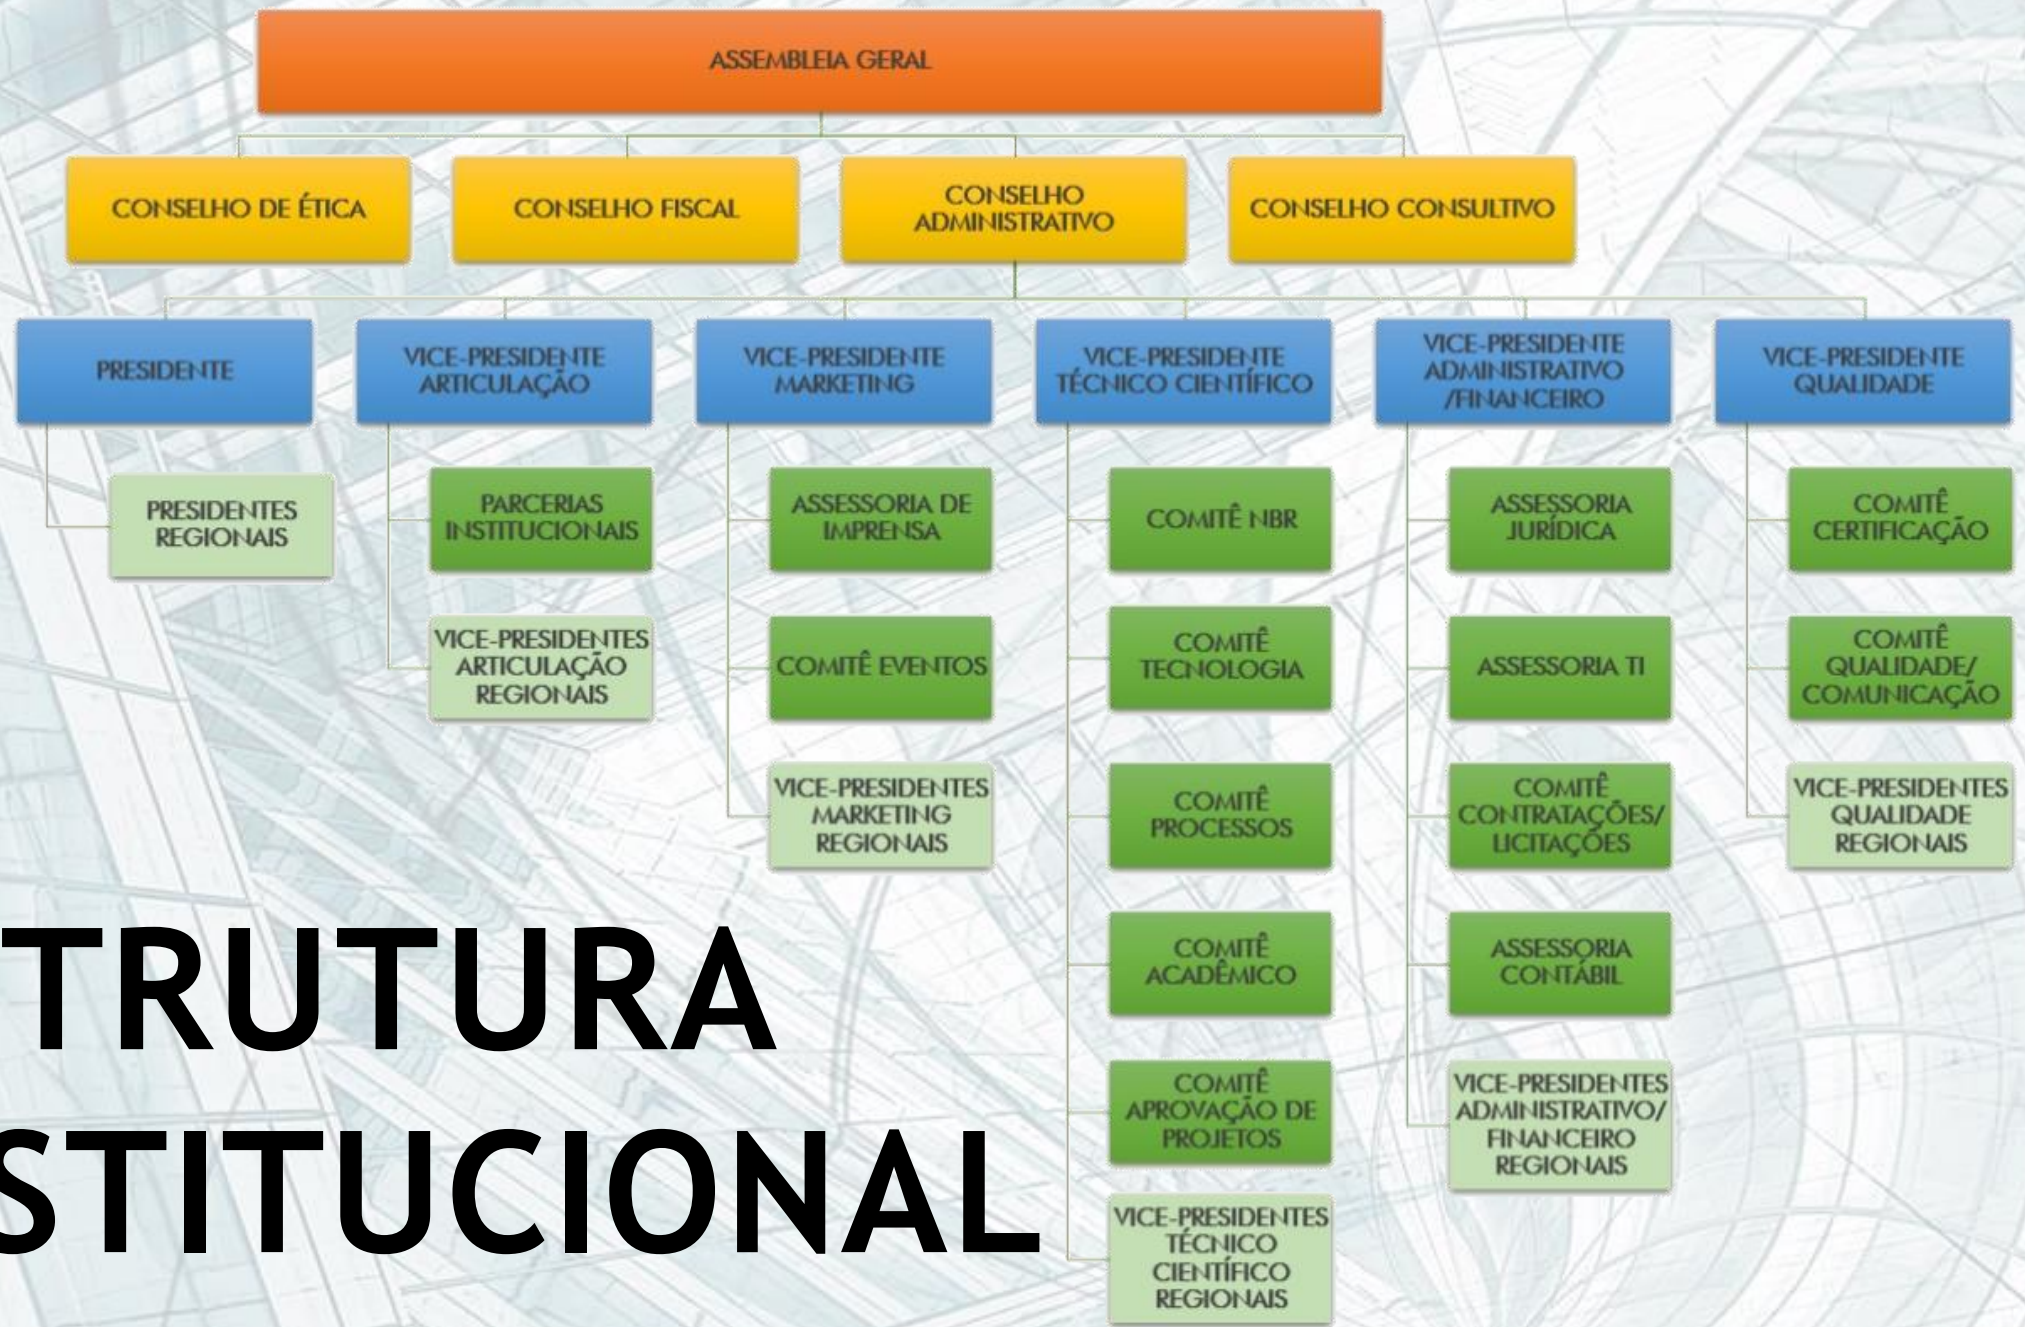 ASSEMBLEIA GERAL
CONSELHO DE ÉTICA
CONSELHO FISCAL
CONSELHO
ADMINISTRATIVO
CONSELHO CONSULTIVO
PRESIDENTE
VICE-PRESIDENTE
ARTICULAÇÃO
VICE-PRESIDENTE
MARKETING
VICE-PRESIDENTE
TÉCNICO CIENTÍFICO
VICE-PRESIDENTE
ADMINISTRATIVO
/FINANCEIRO
VICE-PRESIDENTE
QUALIDADE
PRESIDENTES
REGIONAIS
PARCERIAS
INSTITUCIONAIS
VICE-PRESIDENTES
ARTICULAÇÃO
REGIONAIS
ASSESSORIA DE
IMPRENSA
COMITÊ EVENTOS
VICE-PRESIDENTES
MARKETING
REGIONAIS
COMITÊ NBR
COMITÊ
TECNOLOGIA
COMITÊ
PROCESSOS
COMITÊ
ACADÊMICO
COMITÊ
APROVAÇÃO DE
PROJETOS
VICE-PRESIDENTES
TÉCNICO
CIENTÍFICO
REGIONAIS
ASSESSORIA
JURÍDICA
ASSESSORIA TI
COMITÊ
CONTRATAÇÕES/
LICITAÇÕES
ASSESSORIA
CONTÁBIL
VICE-PRESIDENTES
ADMINISTRATIVO/
FINANCEIRO
REGIONAIS
COMITÊ
CERTIFICAÇÃO
COMITÊ
QUALIDADE/
COMUNICAÇÃO
VICE-PRESIDENTES
QUALIDADE
REGIONAIS
TRUTURA
STITUCIONAL